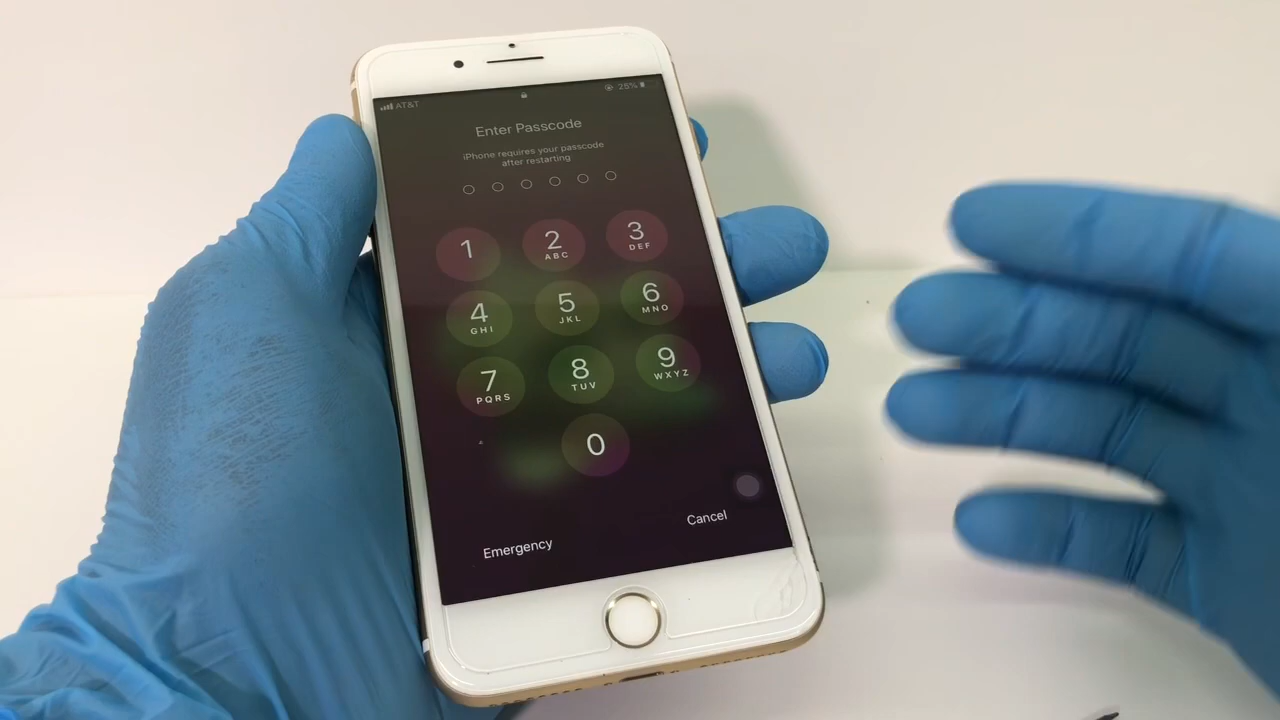 AT&T
25%
Enter Passcode
iPhone requires your passcode
after restarting
1
2
ABC
3
DEF
4
GHI
5
JKL
6
MNO
7
PQRS
8
TUV
9
WXYZ
0
Cancel
Emergency